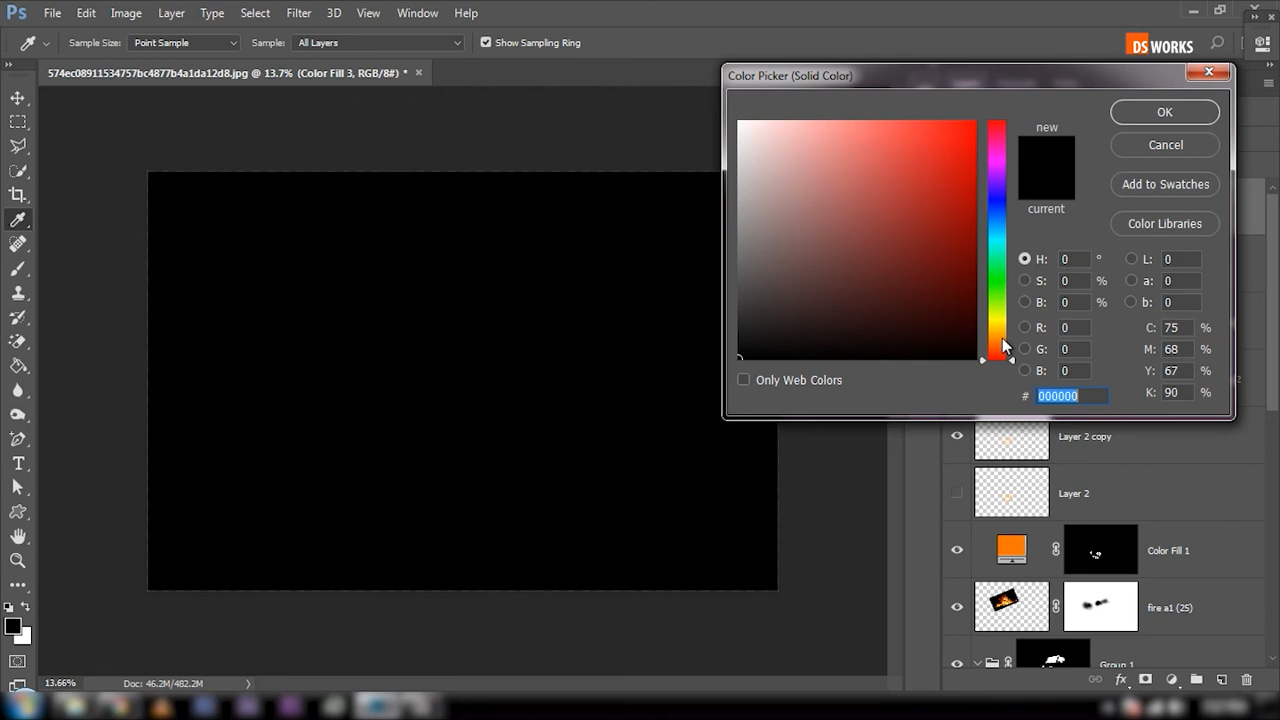 Ps File Edit Image Layer Type Select Filter 3D View Window Help
Sample Size: Point Sample Sample: All Layers Show Sampling Ring
DS WORKS
574ec08911534757bc4877b4a1da12d8.jpg @ 13.7% (Color Fill 3, RGB/8#) *
Color Picker (Solid Color)
new
current
OK
Cancel
Add to Swatches
Color Libraries
H: 0 ° L: 0
S: 0 % a: 0
B: 0 % b: 0
R: 0 C: 75 %
G: 0 M: 68 %
B: 0 Y: 67 %
# 000000 K: 90 %
Only Web Colors
Layer 2 copy
Layer 2
Color Fill 1
fire a1 (25)
Group 1
13.66% Doc: 46.2M/482.2M